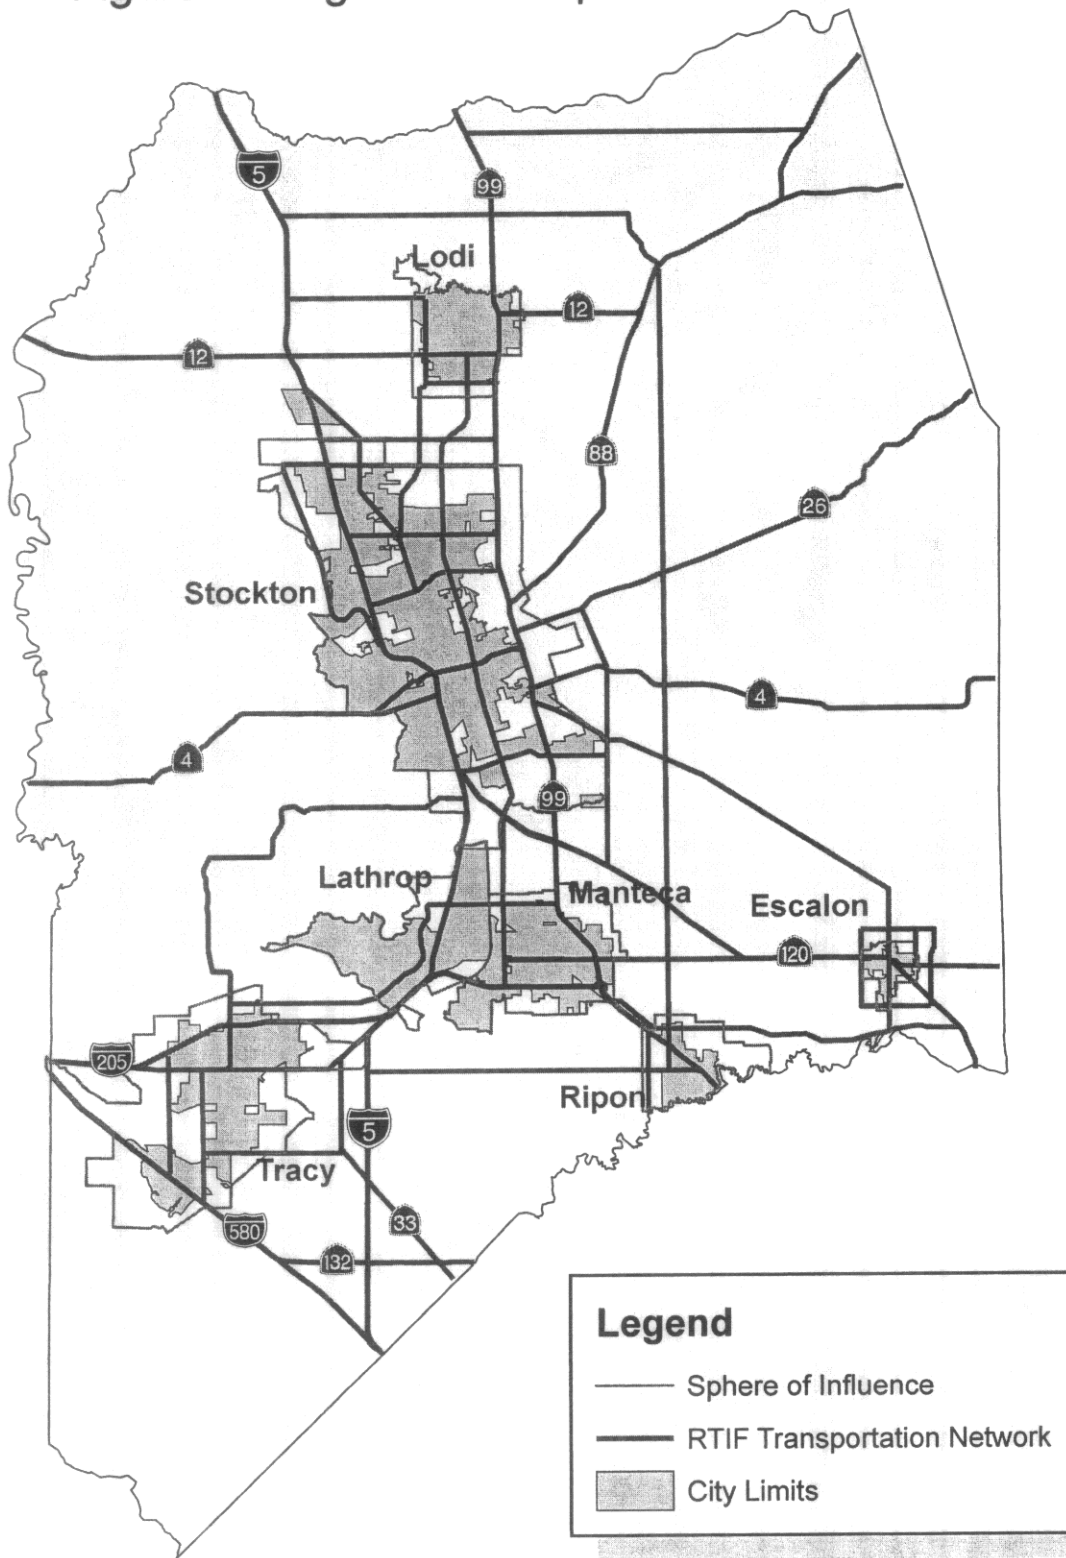 5
99
Lodi
12
12
88
26
Stockton
4
4
99
Lathrop
Manteca
Escalon
120
205
Ripon
5
Tracy
33
580
132
Legend
Sphere of Influence
RTIF Transportation Network
City Limits